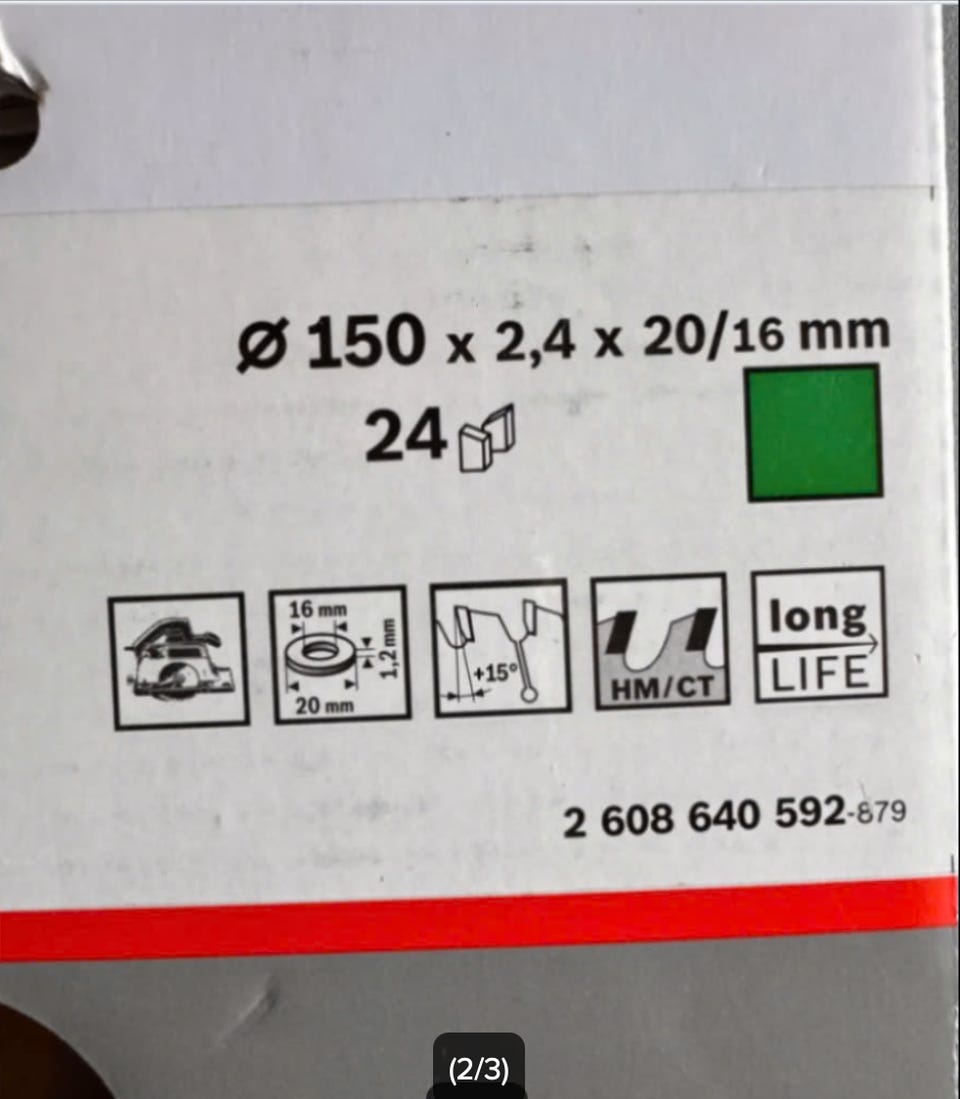 Ø 150 x 2,4 x 20/16 mm
24
16 mm
1,2 mm
20 mm
+15°
HM/CT
long
LIFE
2 608 640 592-879
(2/3)